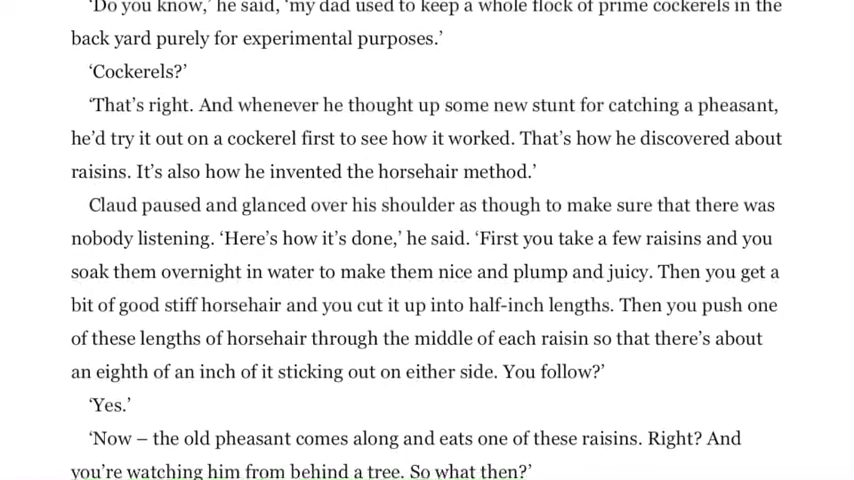 ‘Do you know,’ he said, ‘my dad used to keep a whole flock of prime cockerels in the
back yard purely for experimental purposes.’
‘Cockerels?’
‘That’s right. And whenever he thought up some new stunt for catching a pheasant,
he’d try it out on a cockerel first to see how it worked. That’s how he discovered about
raisins. It’s also how he invented the horsehair method.’
Claud paused and glanced over his shoulder as though to make sure that there was
nobody listening. ‘Here’s how it’s done,’ he said. ‘First you take a few raisins and you
soak them overnight in water to make them nice and plump and juicy. Then you get a
bit of good stiff horsehair and you cut it up into half-inch lengths. Then you push one
of these lengths of horsehair through the middle of each raisin so that there’s about
an eighth of an inch of it sticking out on either side. You follow?’
‘Yes.’
‘Now – the old pheasant comes along and eats one of these raisins. Right? And
you’re watching him from behind a tree. So what then?’